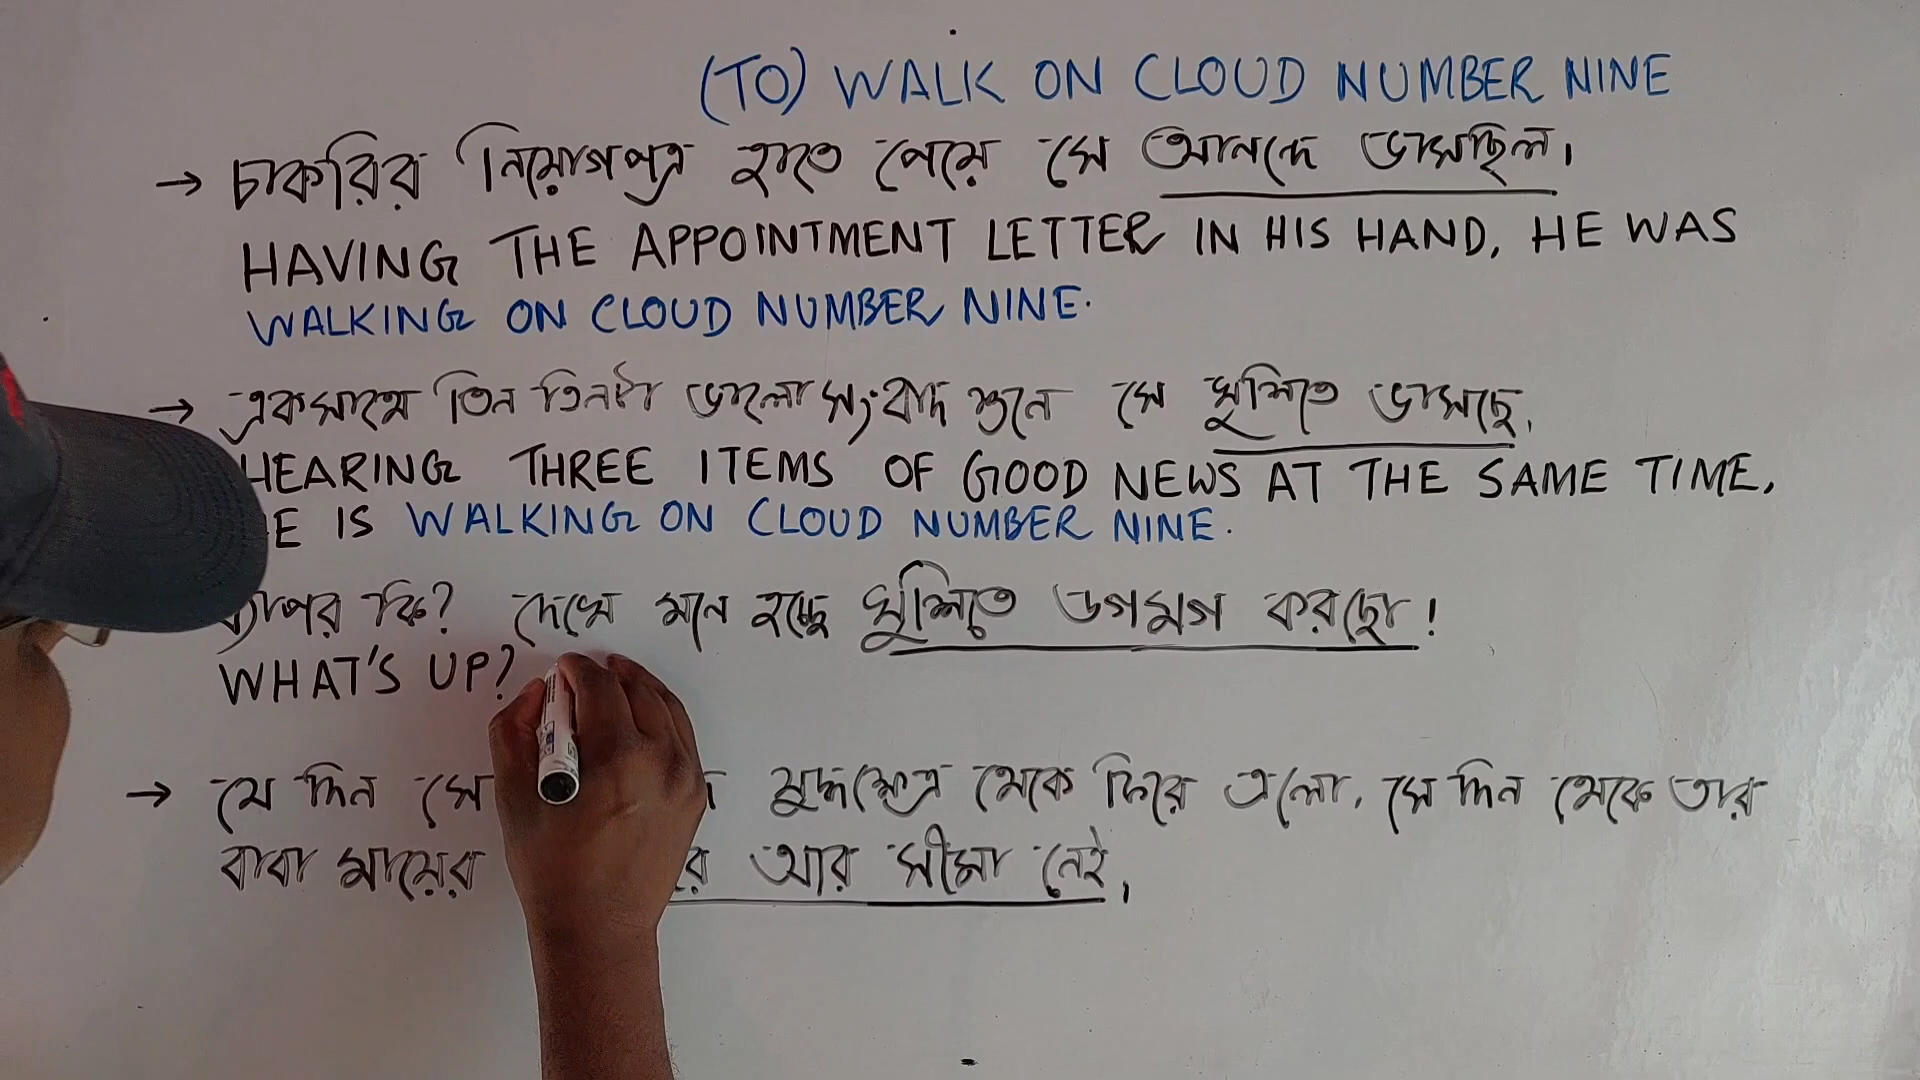 (TO) WALK ON CLOUD NUMBER NINE
→ চাকরির নিয়োগপত্র হাতে পেয়ে সে আনন্দে ভাসছিল।
HAVING THE APPOINTMENT LETTER IN HIS HAND, HE WAS
WALKING ON CLOUD NUMBER NINE.
→ একসাথে তিন তিনটা ভালো সংবাদ শুনে সে খুশিতে ভাসছে।
HEARING THREE ITEMS OF GOOD NEWS AT THE SAME TIME,
IS WALKING ON CLOUD NUMBER NINE.
ব্যাপার কি? দেখে মনে হচ্ছে খুশিতে ডগমগ করছো!
WHAT'S UP?
→ যে দিন সে যুদ্ধক্ষেত্র থেকে ফিরে এলো, সে দিন থেকে তার
বাবা মায়ের আর সীমা নেই।